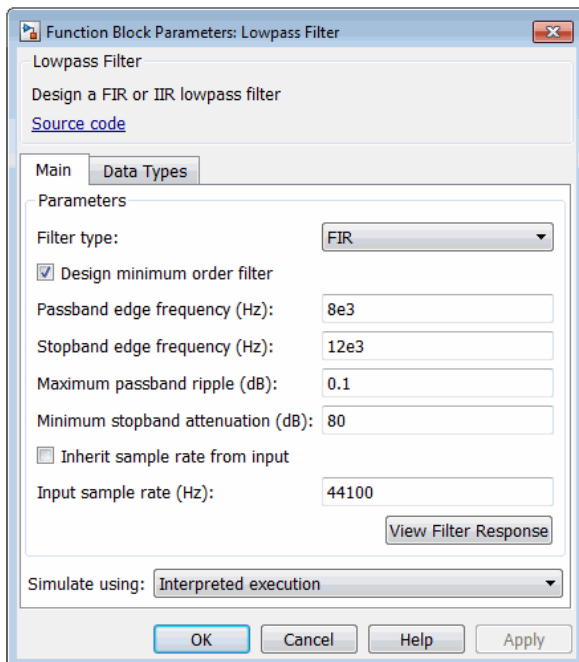 Function Block Parameters: Lowpass Filter
Lowpass Filter
Design a FIR or IIR lowpass filter
Source code
Main Data Types
Parameters
Filter type: FIR
Design minimum order filter
Passband edge frequency (Hz): 8e3
Stopband edge frequency (Hz): 12e3
Maximum passband ripple (dB): 0.1
Minimum stopband attenuation (dB): 80
Inherit sample rate from input
Input sample rate (Hz): 44100
View Filter Response
Simulate using: Interpreted execution
OK Cancel Help Apply